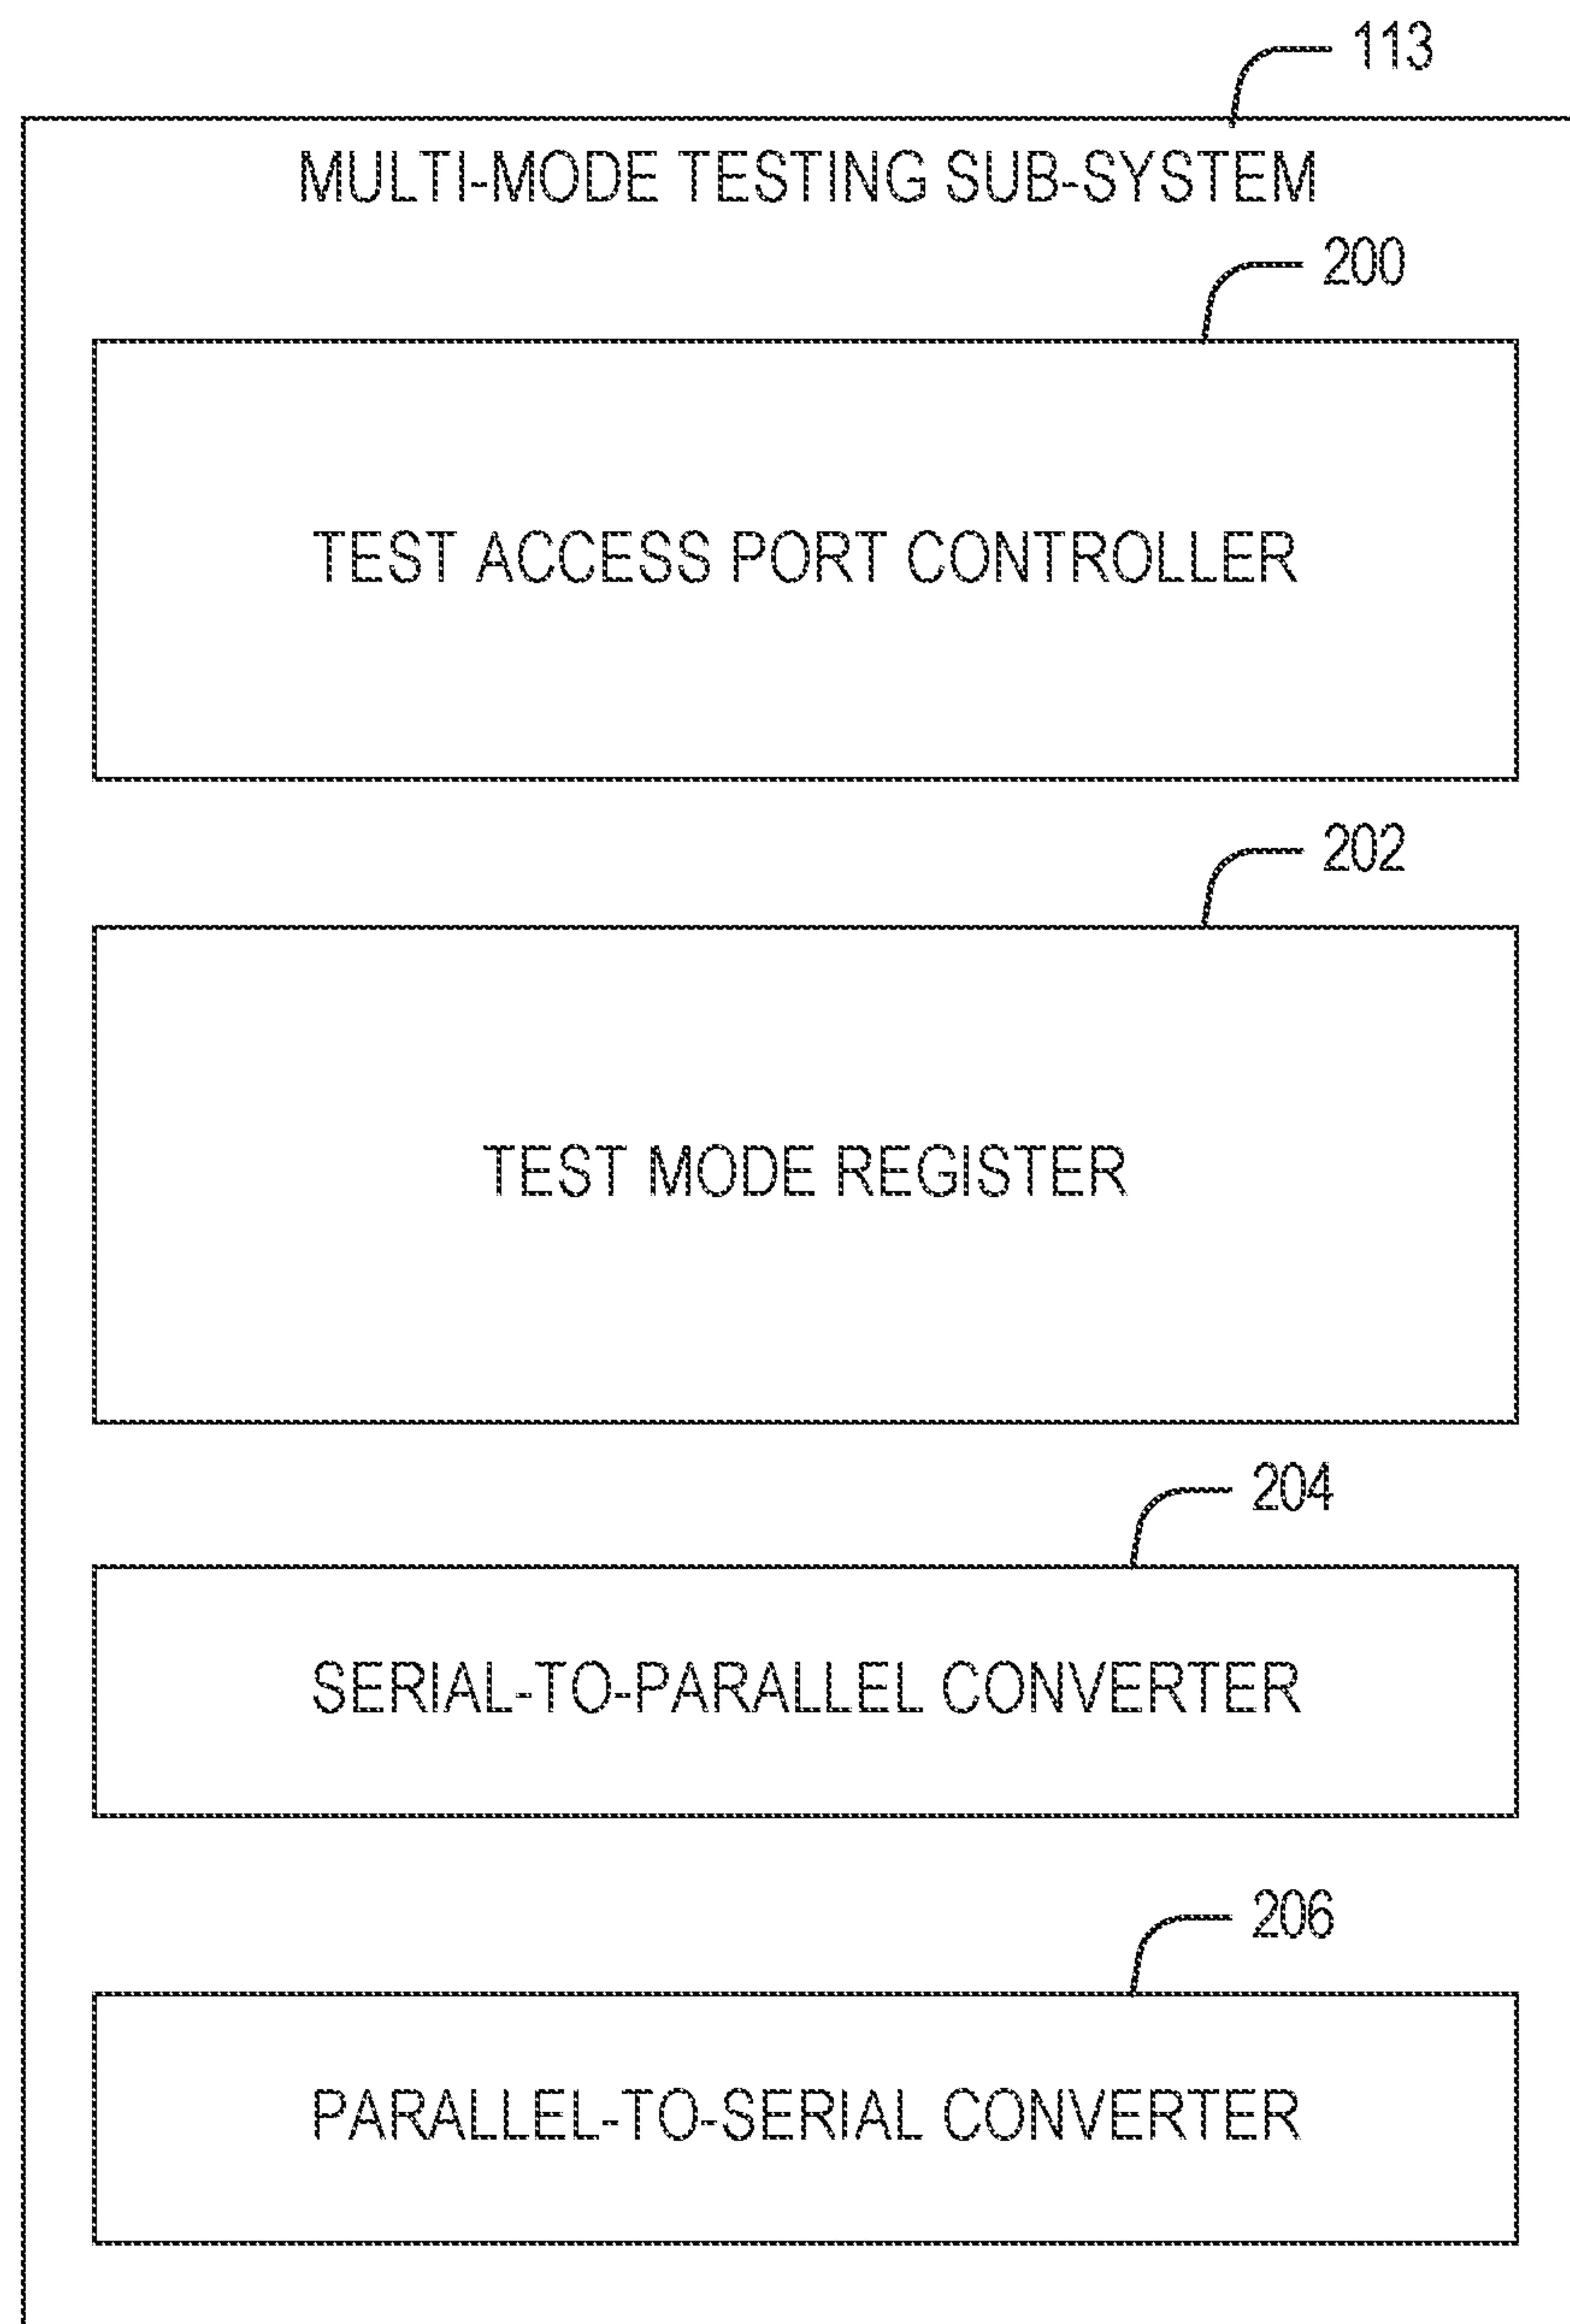 113
MULTI-MODE TESTING SUB-SYSTEM
200
TEST ACCESS PORT CONTROLLER
202
TEST MODE REGISTER
204
SERIAL-TO-PARALLEL CONVERTER
206
PARALLEL-TO-SERIAL CONVERTER